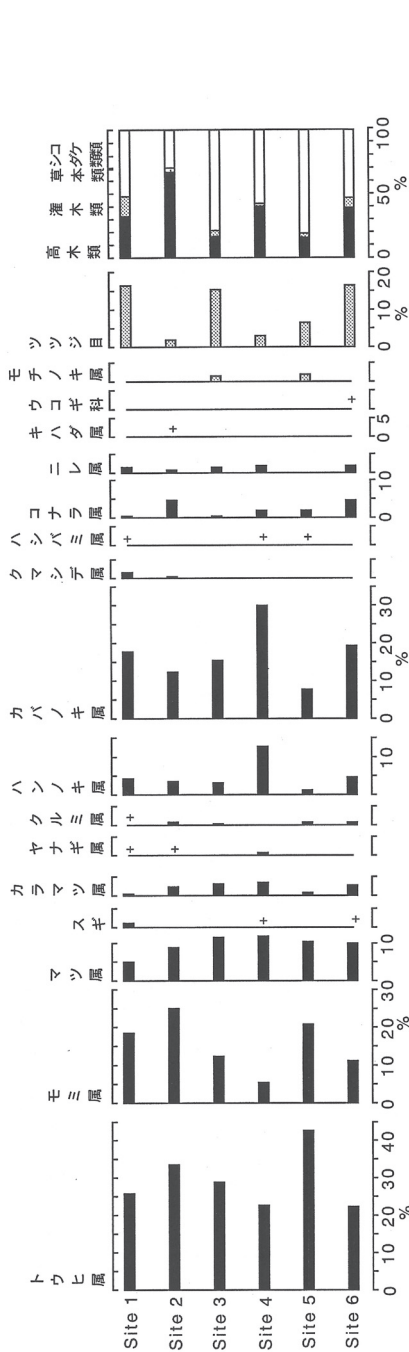 トウヒ属
モミ属
マツ属
スギ
カラマツ属
ヤナギ属
クルミ属
ハンノキ属
カバノキ属
クマシデ属
ハシバミ属
コナラ属
ニレ属
キハダ属
ウコギ科
モチノキ属
ツツジ目
高木類
灌木類
草本類
シダ類
コケ類
Site 1 + + +
Site 2 + +
Site 3
Site 4 + +
Site 5 +
Site 6 + +
0 10 20 30 40
%
0 10 20 30
%
10
10
0 10 20 30
%
0 10
0 5
0 10 20
%
0 50 100
%